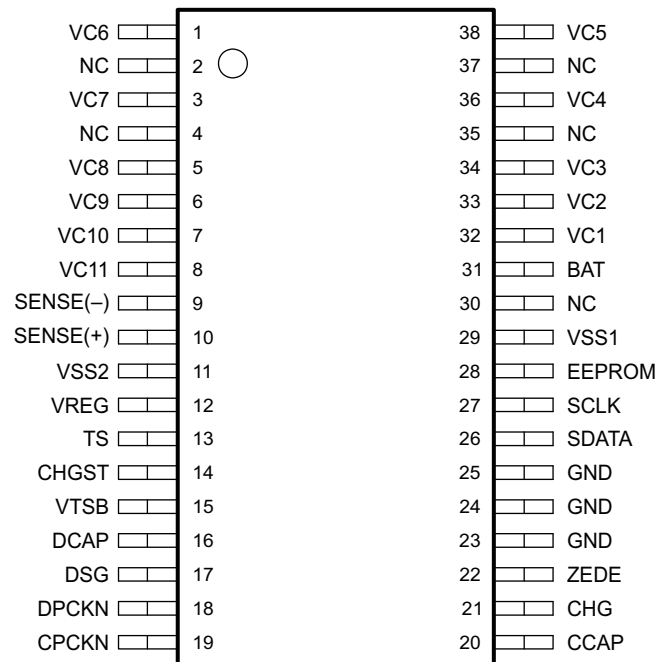 VC6 1 38 VC5
NC 2 37 NC
VC7 3 36 VC4
NC 4 35 NC
VC8 5 34 VC3
VC9 6 33 VC2
VC10 7 32 VC1
VC11 8 31 BAT
SENSE(–) 9 30 NC
SENSE(+) 10 29 VSS1
VSS2 11 28 EEPROM
VREG 12 27 SCLK
TS 13 26 SDATA
CHGST 14 25 GND
VTSB 15 24 GND
DCAP 16 23 GND
DSG 17 22 ZEDE
DPCKN 18 21 CHG
CPCKN 19 20 CCAP